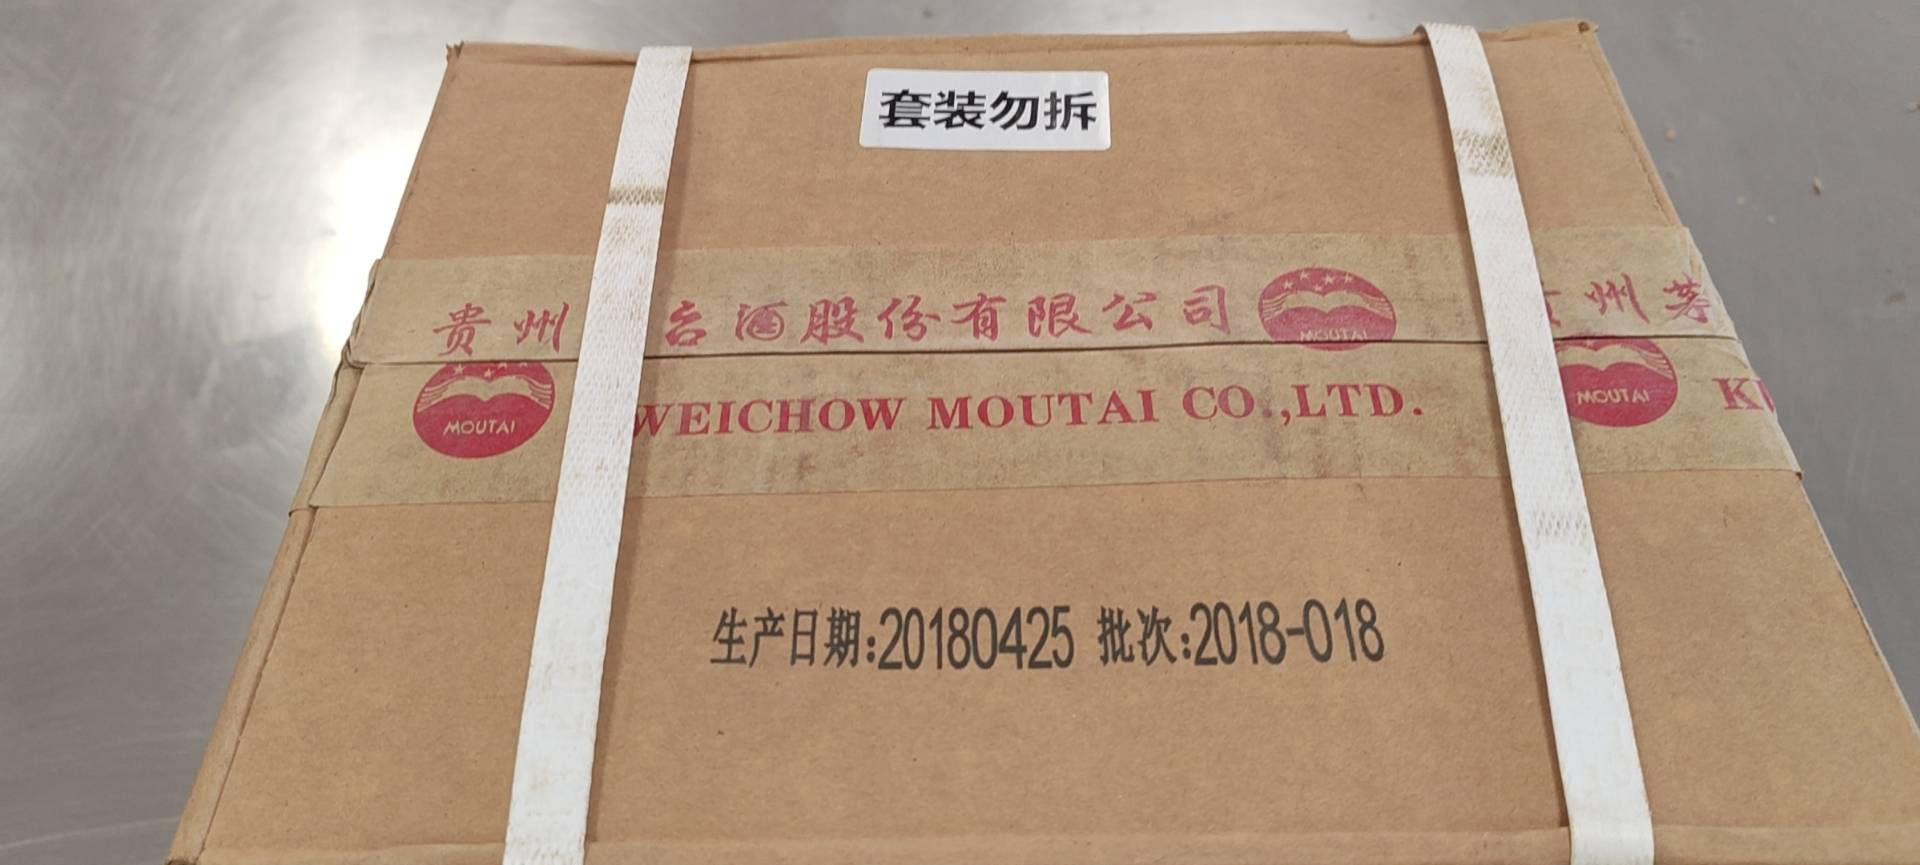 套装勿拆
贵州 台酒股份有限公司 MOUTAI 州茅
MOUTAI WEICHOW MOUTAI CO.,LTD. MOUTAI
生产日期:20180425 批次:2018-018